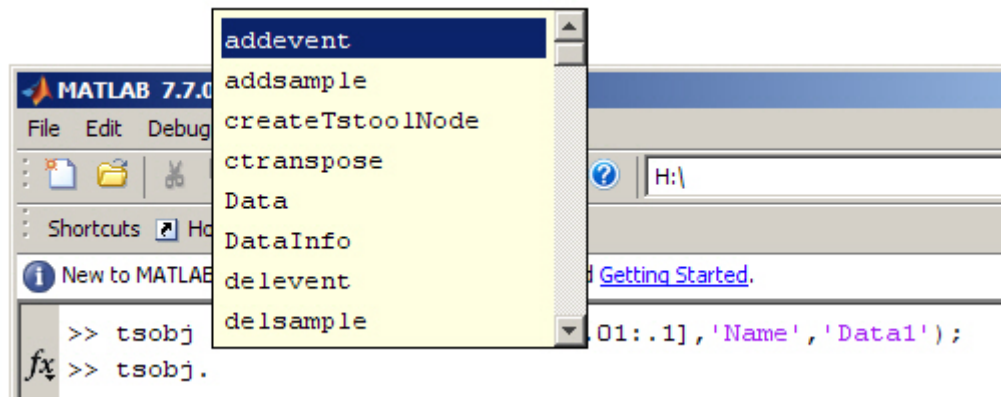 addevent
addsample
createTstoolNode
ctranspose
Data
DataInfo
delevent
delsample
MATLAB 7.7.0
File Edit Debug
H:\
Shortcuts
New to MATLAB Getting Started.
>> tsobj 01:.1],'Name','Data1');
fx >> tsobj.